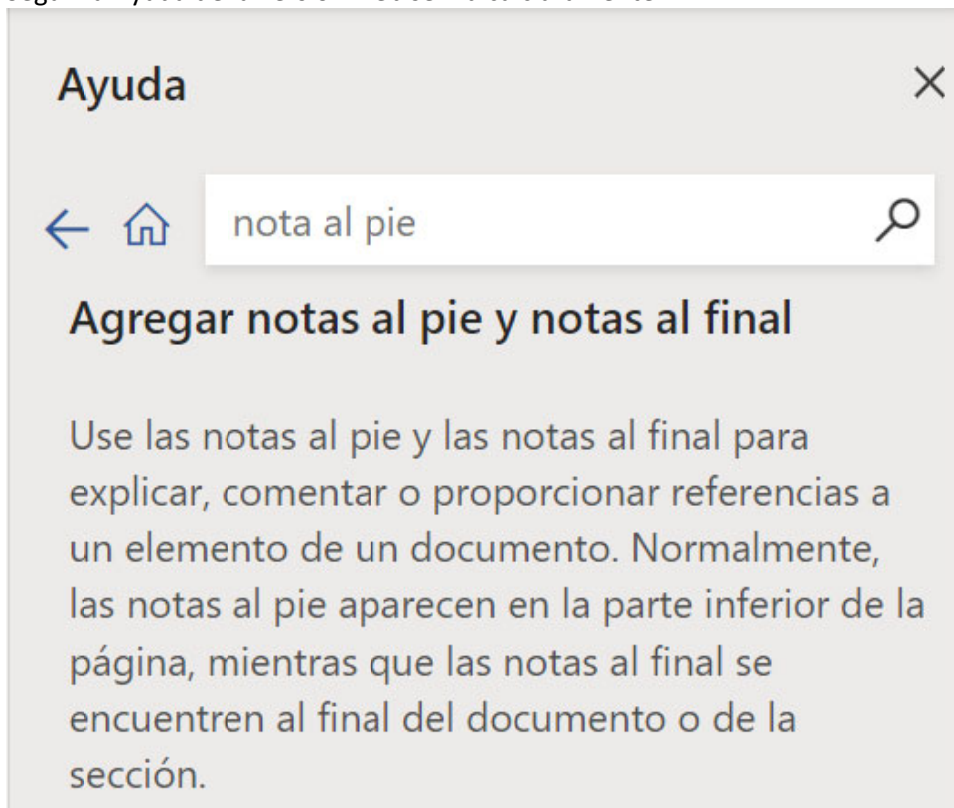 Ayuda
nota al pie
Agregar notas al pie y notas al final
Use las notas al pie y las notas al final para
explicar, comentar o proporcionar referencias a
un elemento de un documento. Normalmente,
las notas al pie aparecen en la parte inferior de la
página, mientras que las notas al final se
encuentren al final del documento o de la
sección.